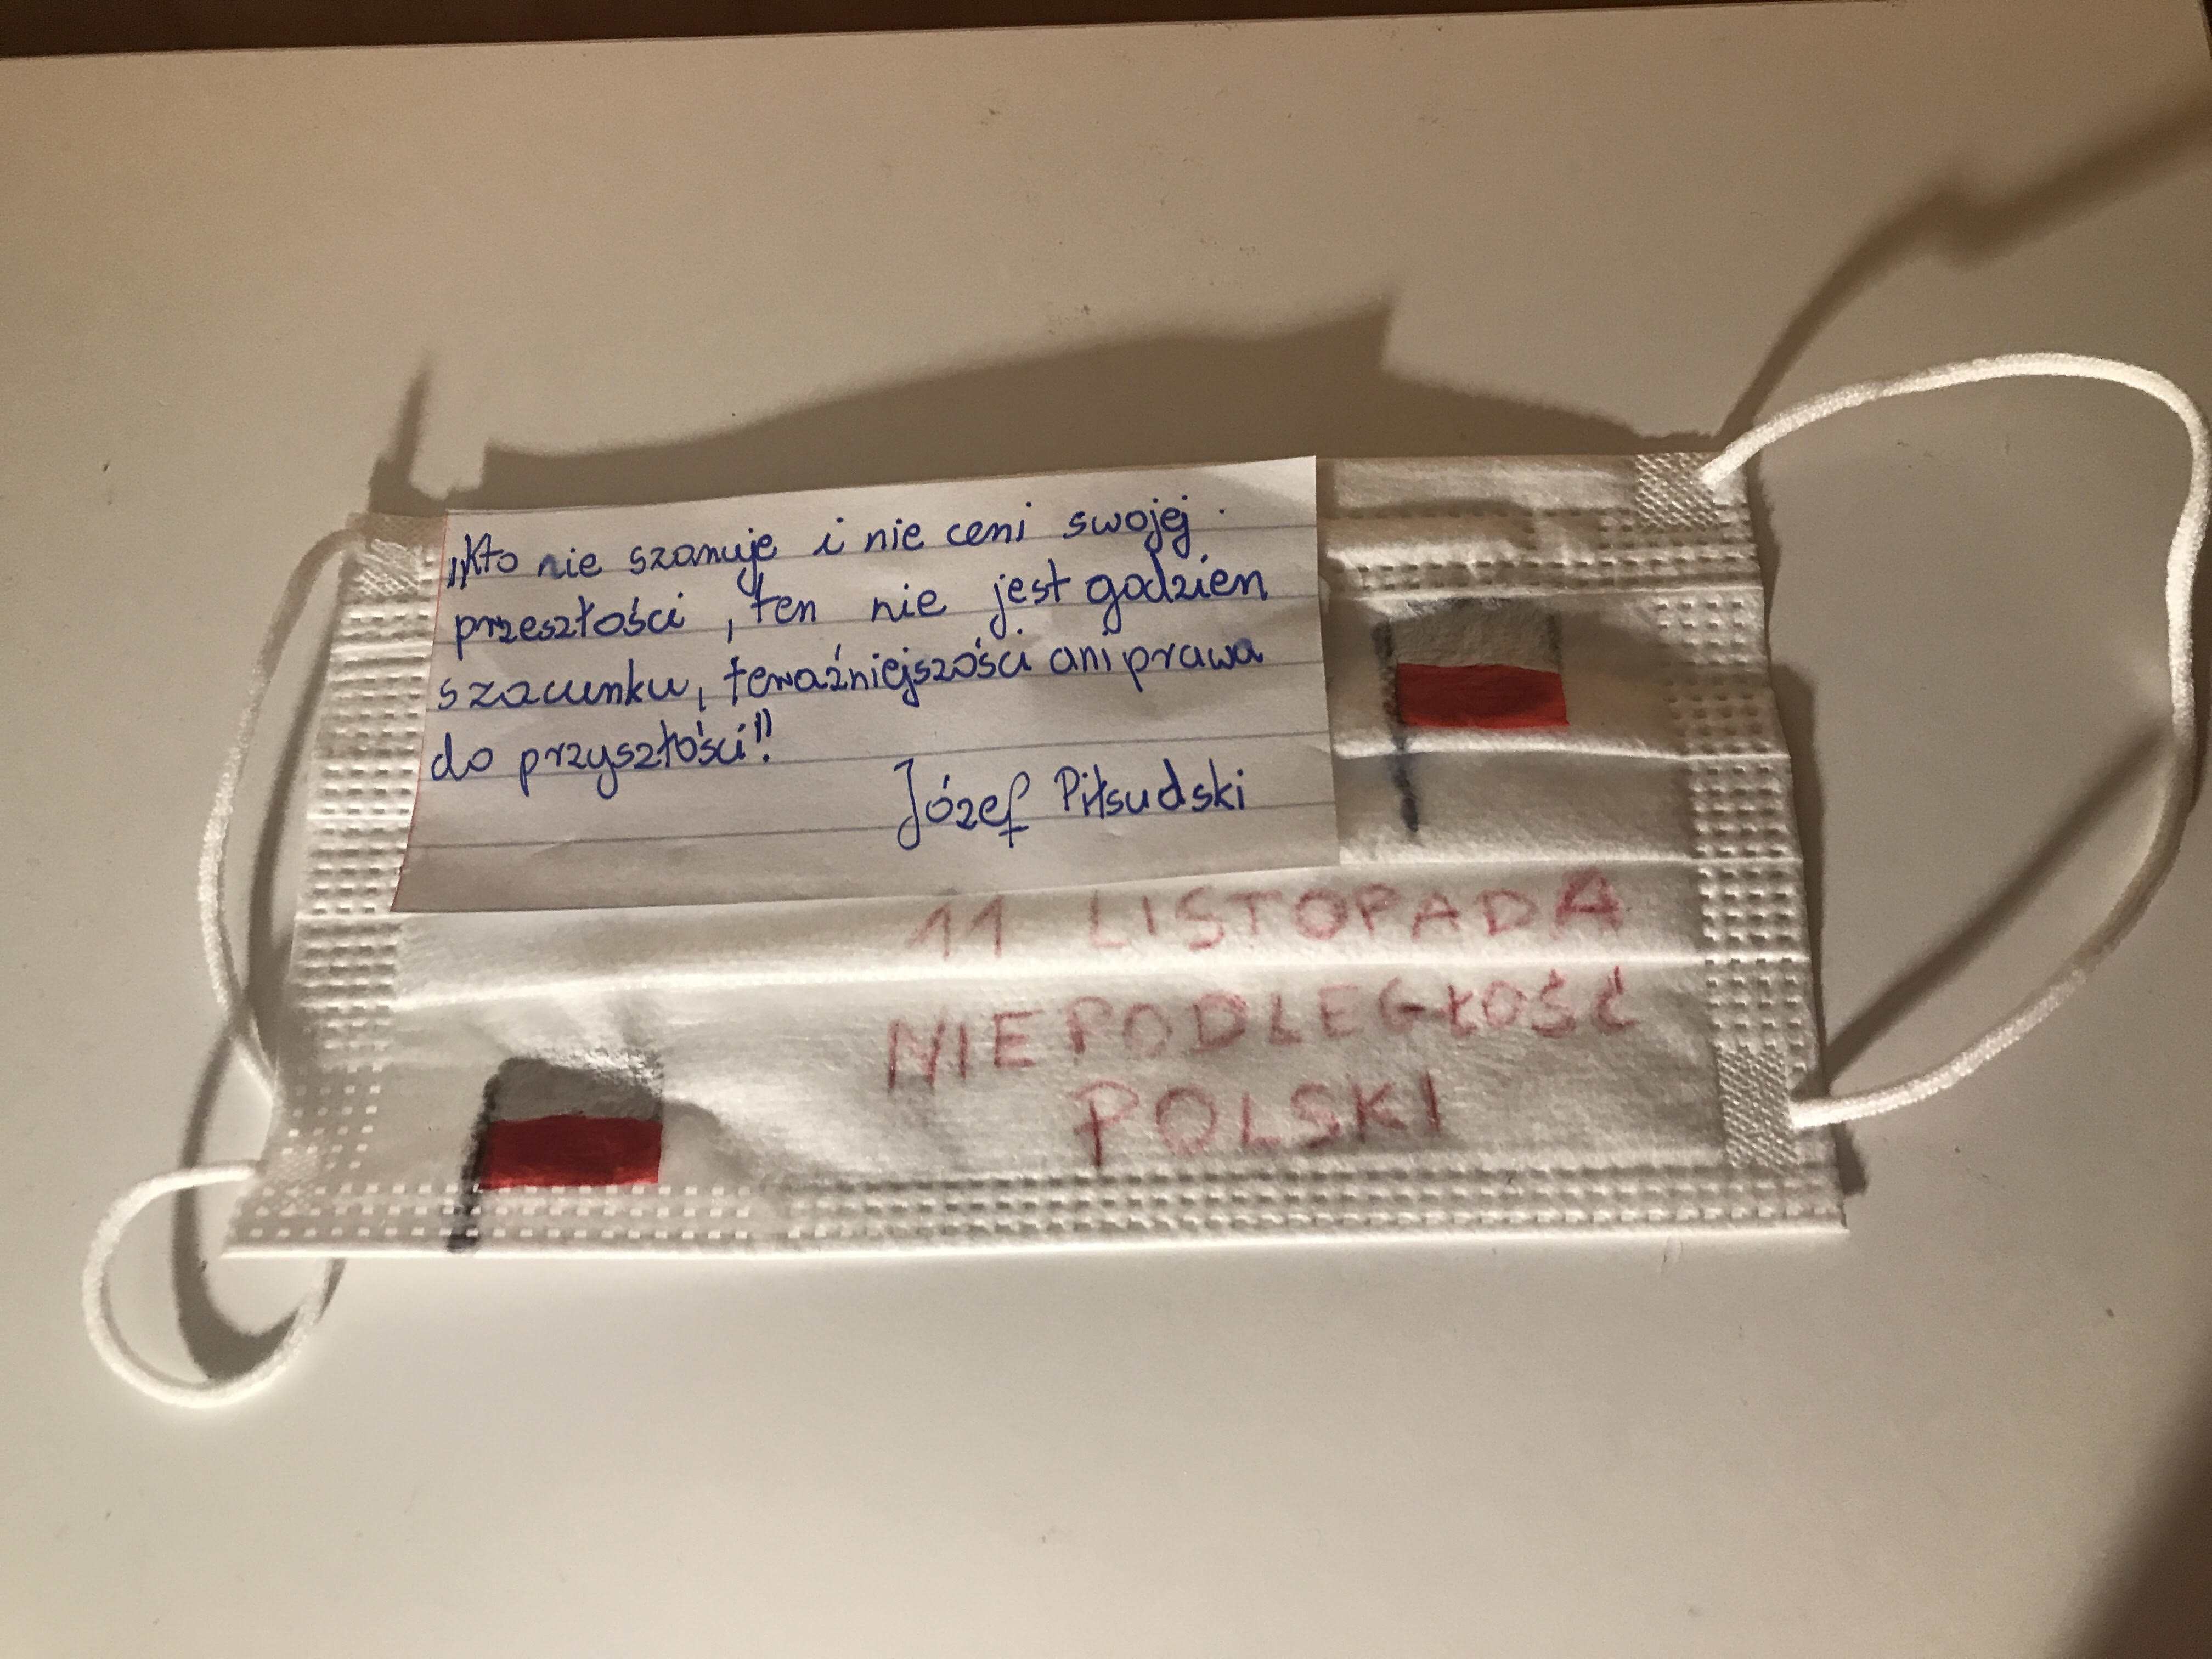 „Kto nie szanuje i nie ceni swojej
przeszłości, ten nie jest godzien
szacunku, teraźniejszości ani prawa
do przyszłości!"
Józef Piłsudski
11 LISTOPADA
NIEPODLEGŁOŚĆ
POLSKI